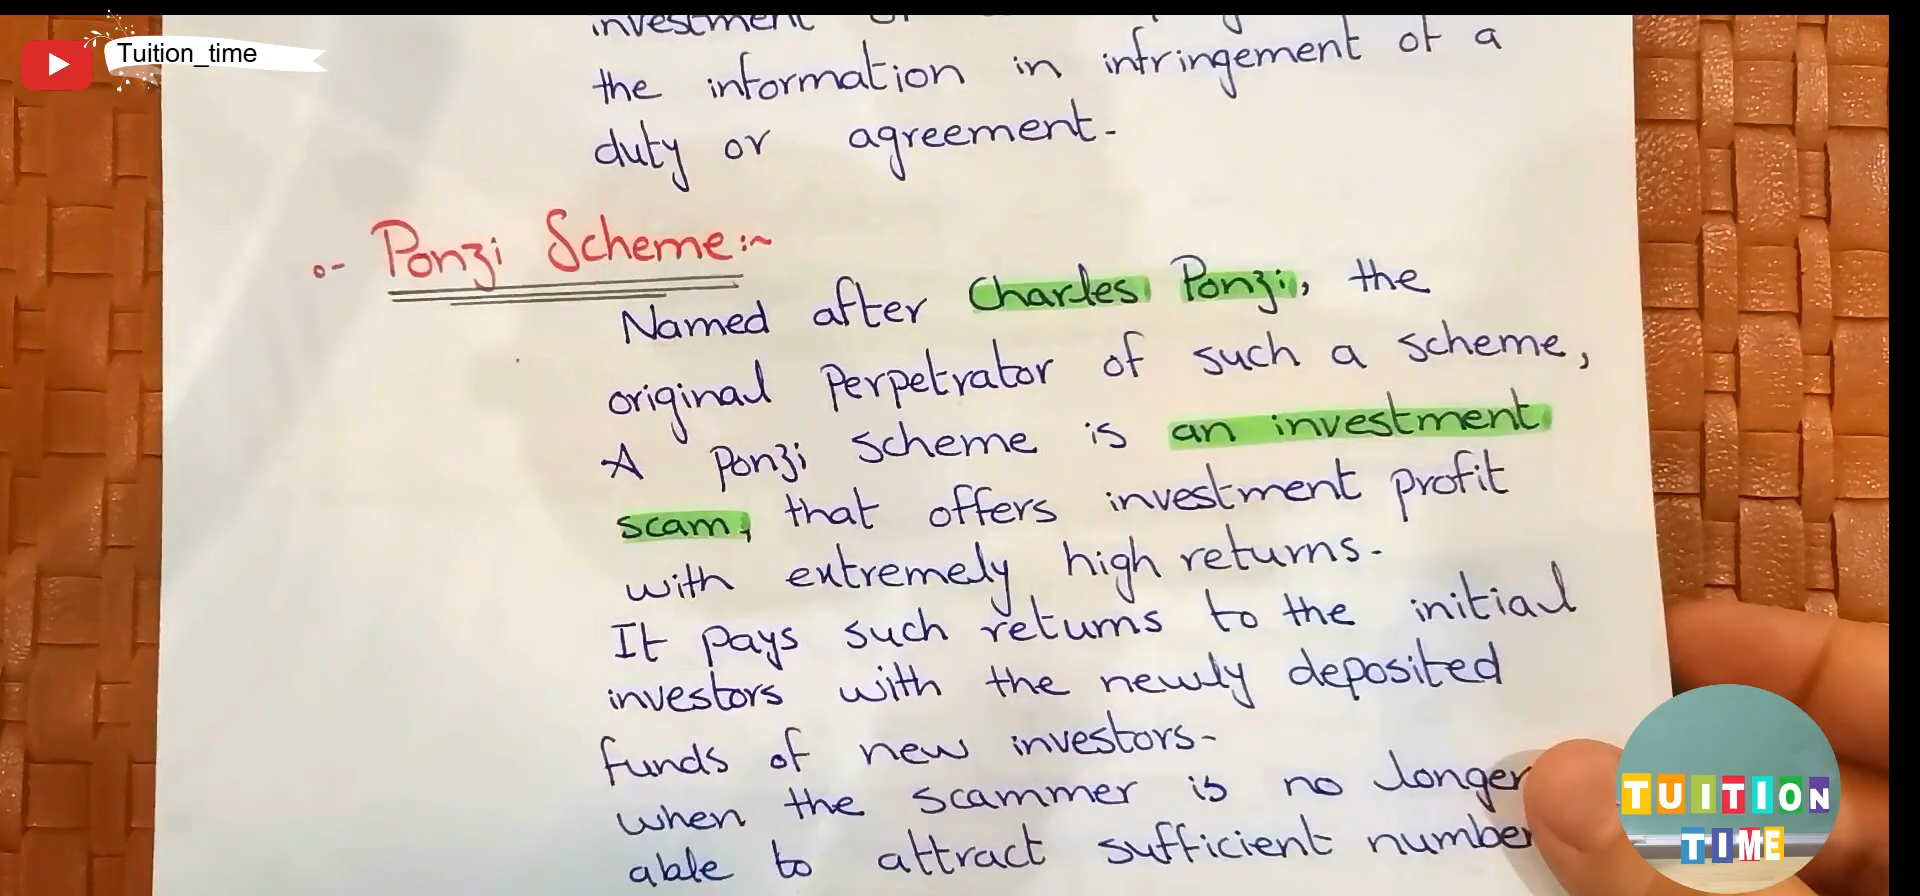 Tuition_time
investment
the information in infringement of a
duty or agreement-
o- Ponzi Scheme:~
Named after Charles Ponzi, the
original Perpetrator of such a scheme,
A Ponzi Scheme is an investment
scam, that offers investment profit
with extremely high returns-
It pays such returns to the initial
investors with the newly deposited
funds of new investors-
when the scammer is no longer
able to attract sufficient number
TUITION
TIME